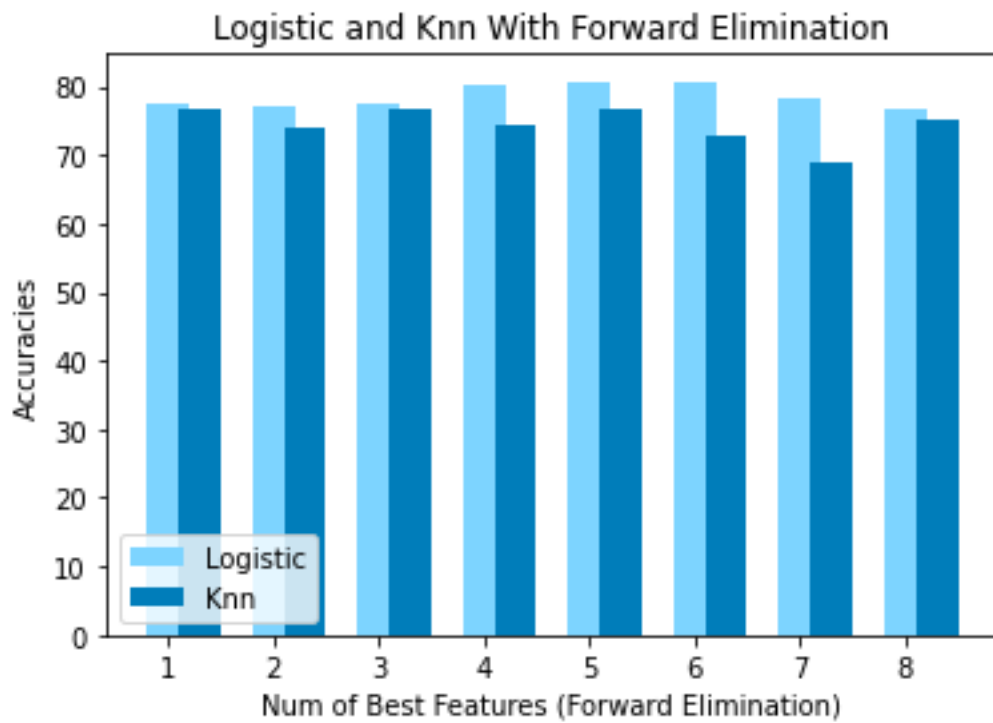 Logistic and Knn With Forward Elimination
80
70
60
50
40
30
20
10
0
Accuracies
Logistic
Knn
1 2 3 4 5 6 7 8
Num of Best Features (Forward Elimination)